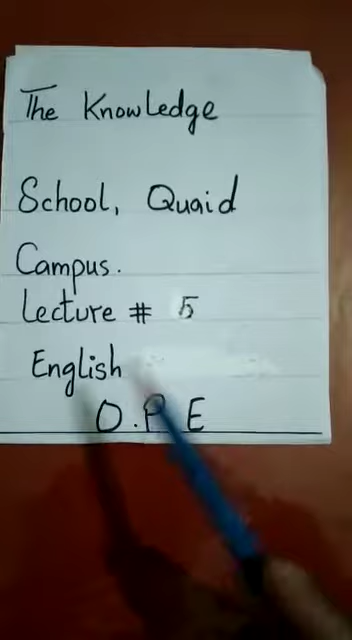 The Knowledge
School, Quaid
Campus.
Lecture # 5
English
O.P E